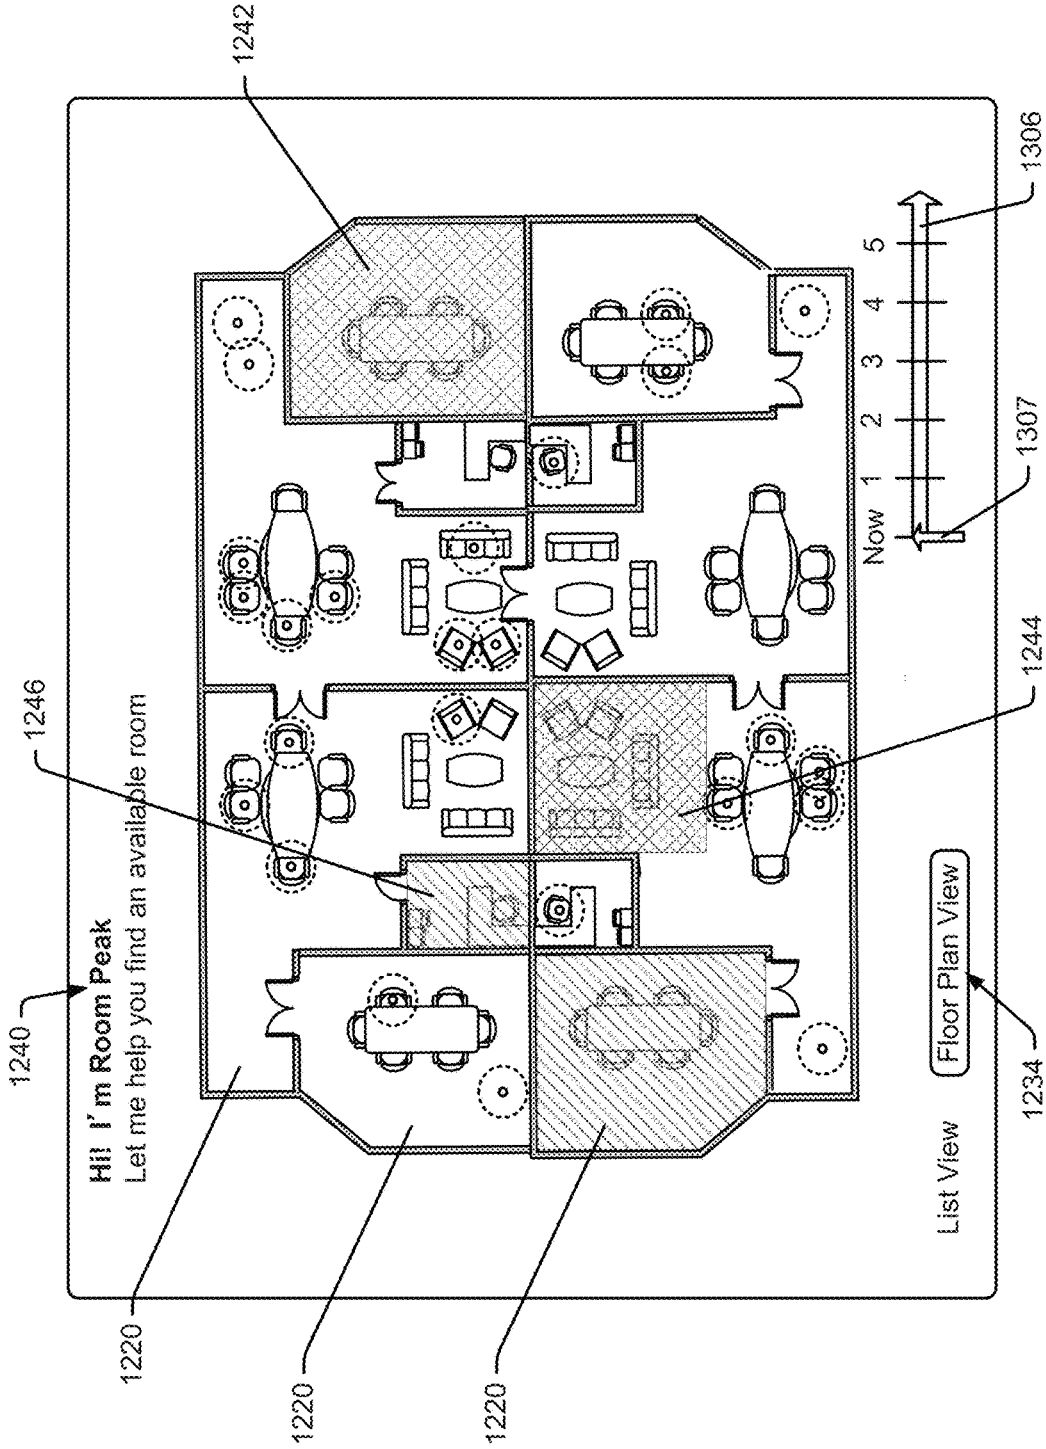 1240
Hi! I'm Room Peak
Let me help you find an available room
1246
1242
1220
1220
1220
Now 1 2 3 4 5
List View
Floor Plan View
1234
1244
1307
1306